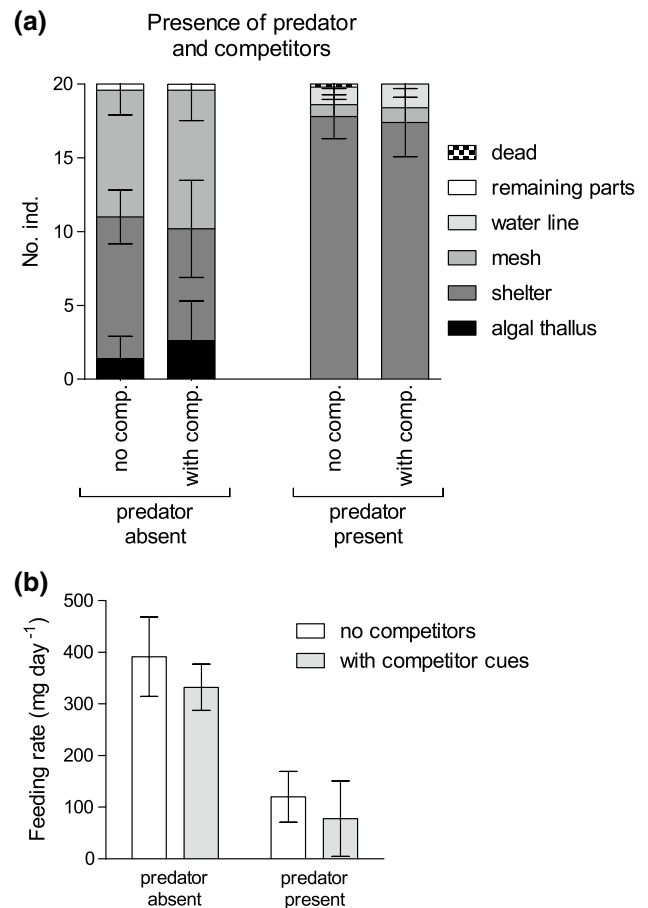 (a)
Presence of predator
and competitors
No. ind.
20
15
10
5
0
dead
remaining parts
water line
mesh
shelter
algal thallus
no comp.
with comp.
no comp.
with comp.
predator
absent
predator
present
(b)
Feeding rate (mg day⁻¹)
500
400
300
200
100
0
no competitors
with competitor cues
predator
absent
predator
present